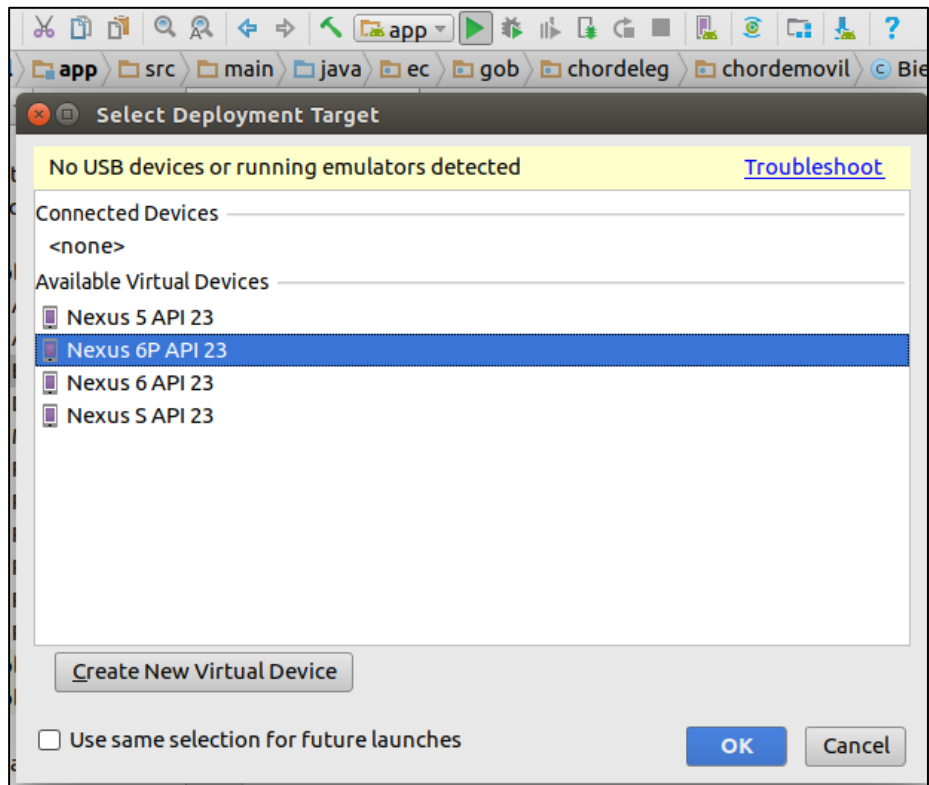 app
app src main java ec gob chordeleg chordemovil Bie
Select Deployment Target
No USB devices or running emulators detected Troubleshoot
Connected Devices
<none>
Available Virtual Devices
Nexus 5 API 23
Nexus 6P API 23
Nexus 6 API 23
Nexus S API 23
Create New Virtual Device
Use same selection for future launches
OK Cancel